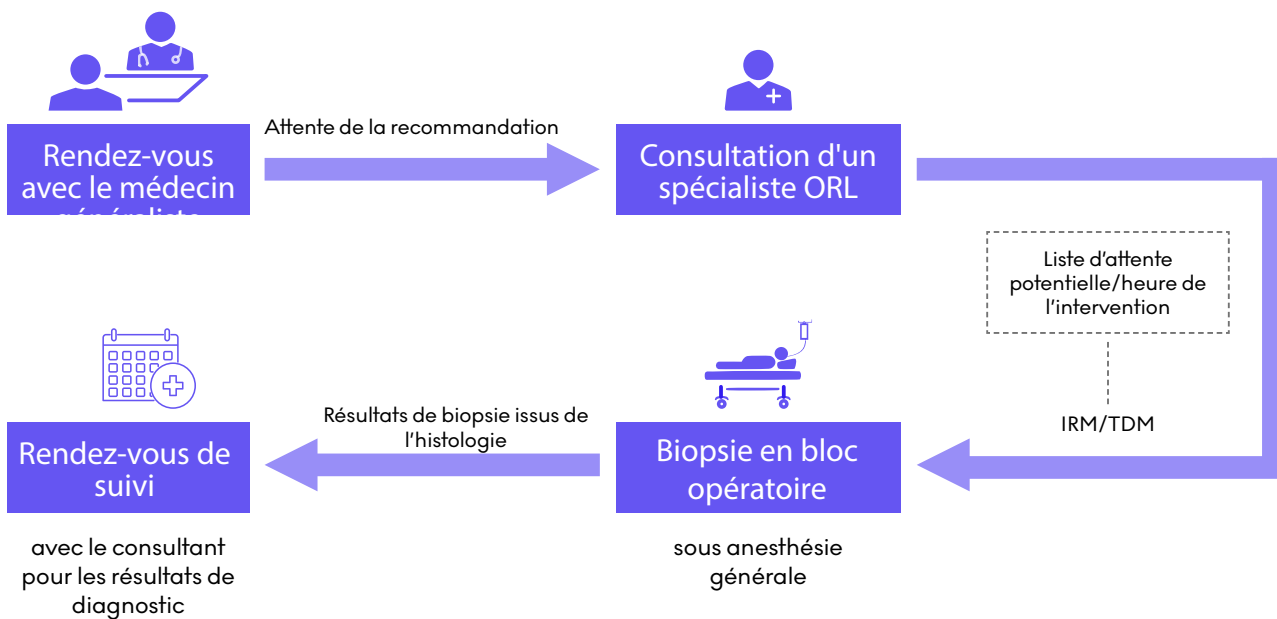 Rendez-vous
avec le médecin
généraliste
Attente de la recommandation
Consultation d'un
spécialiste ORL
Liste d'attente
potentielle/heure de
l'intervention
IRM/TDM
Biopsie en bloc
opératoire
sous anesthésie
générale
Résultats de biopsie issus de
l'histologie
Rendez-vous de
suivi
avec le consultant
pour les résultats de
diagnostic